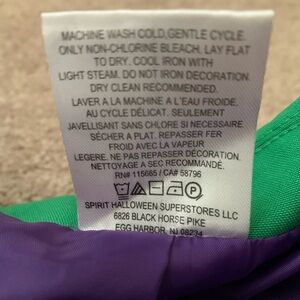 MACHINE WASH COLD,GENTLE CYCLE.
ONLY NON-CHLORINE BLEACH, LAY FLAT
TO DRY. COOL IRON WITH
LIGHT STEAM. DO NOT IRON DECORATION.
DRY CLEAN RECOMMENDED.
LAVER A LA MACHINE A L'EAU FROIDE,
AU CYCLE DÉLICAT. SEULEMENT
JAVELLISANT SANS CHLORE SI NECESSAIRE
SÉCHER A PLAT. REPASSER FER
FROID AVEC LA VAPEUR
LEGERE. NE PAS REPASSER DÉCORATION.
NETTOYAGE A SEC RECOMMANDÉ.
RN# 115665 / CA# 58796
SPIRIT HALLOWEEN SUPERSTORES LLC
6826 BLACK HORSE PIKE
EGG HARBOR, NJ 08234